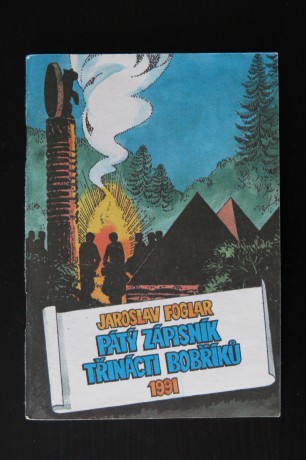 JAROSLAV FOGLAR
PÁTÝ ZÁPISNÍK
TŘINÁCTI BOBŘÍKŮ
1991